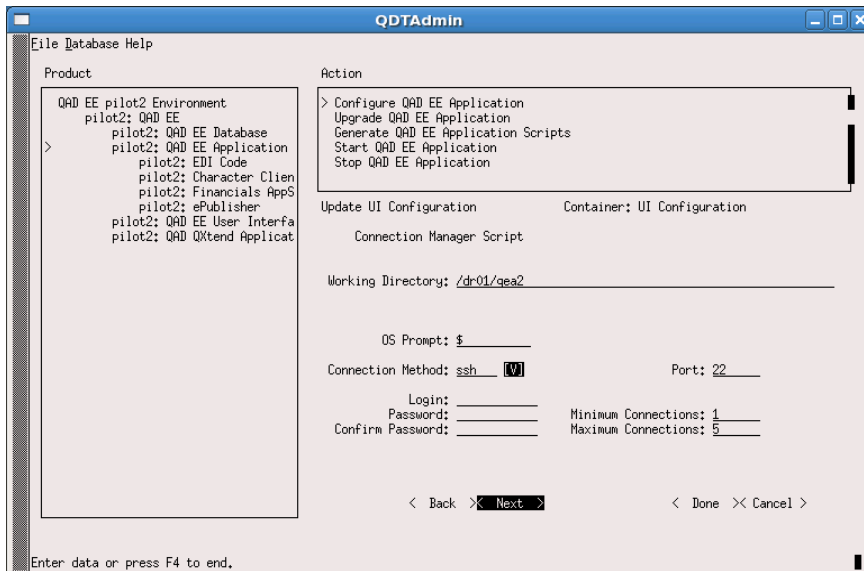 QDTAdmin
File Database Help
Product
QAD EE pilot2 Environment
pilot2: QAD EE
pilot2: QAD EE Database
> pilot2: QAD EE Application
pilot2: EDI Code
pilot2: Character Clien
pilot2: Financials AppS
pilot2: ePublisher
pilot2: QAD EE User Interfa
pilot2: QAD QXtend Applicat
Action
> Configure QAD EE Application
Upgrade QAD EE Application
Generate QAD EE Application Scripts
Start QAD EE Application
Stop QAD EE Application
Update UI Configuration Container: UI Configuration
Connection Manager Script
Working Directory: /dr01/qea2
OS Prompt: $
Connection Method: ssh [V] Port: 22
Login:
Password: Minimum Connections: 1
Confirm Password: Maximum Connections: 5
< Back >< Next > < Done >< Cancel >
Enter data or press F4 to end.